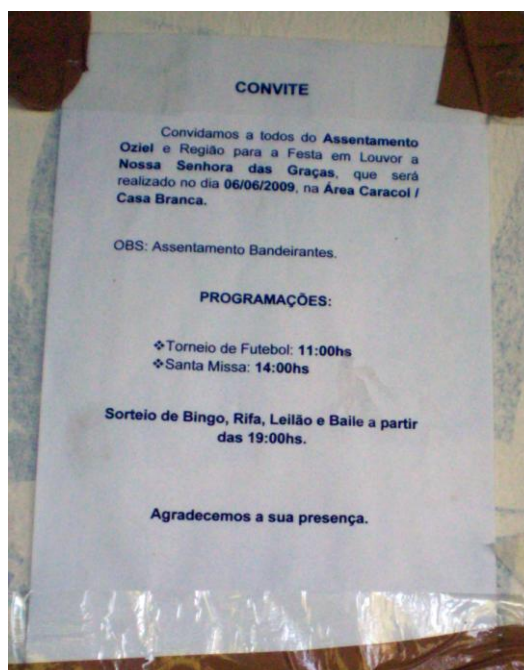 CONVITE
Convidamos a todos do Assentamento
Oziel e Região para a Festa em Louvor a
Nossa Senhora das Graças, que será
realizado no dia 06/06/2009, na Área Caracol /
Casa Branca.
OBS: Assentamento Bandeirantes.
PROGRAMAÇÕES:
❖Torneio de Futebol: 11:00hs
❖Santa Missa: 14:00hs
Sorteio de Bingo, Rifa, Leilão e Baile a partir
das 19:00hs.
Agradecemos a sua presença.